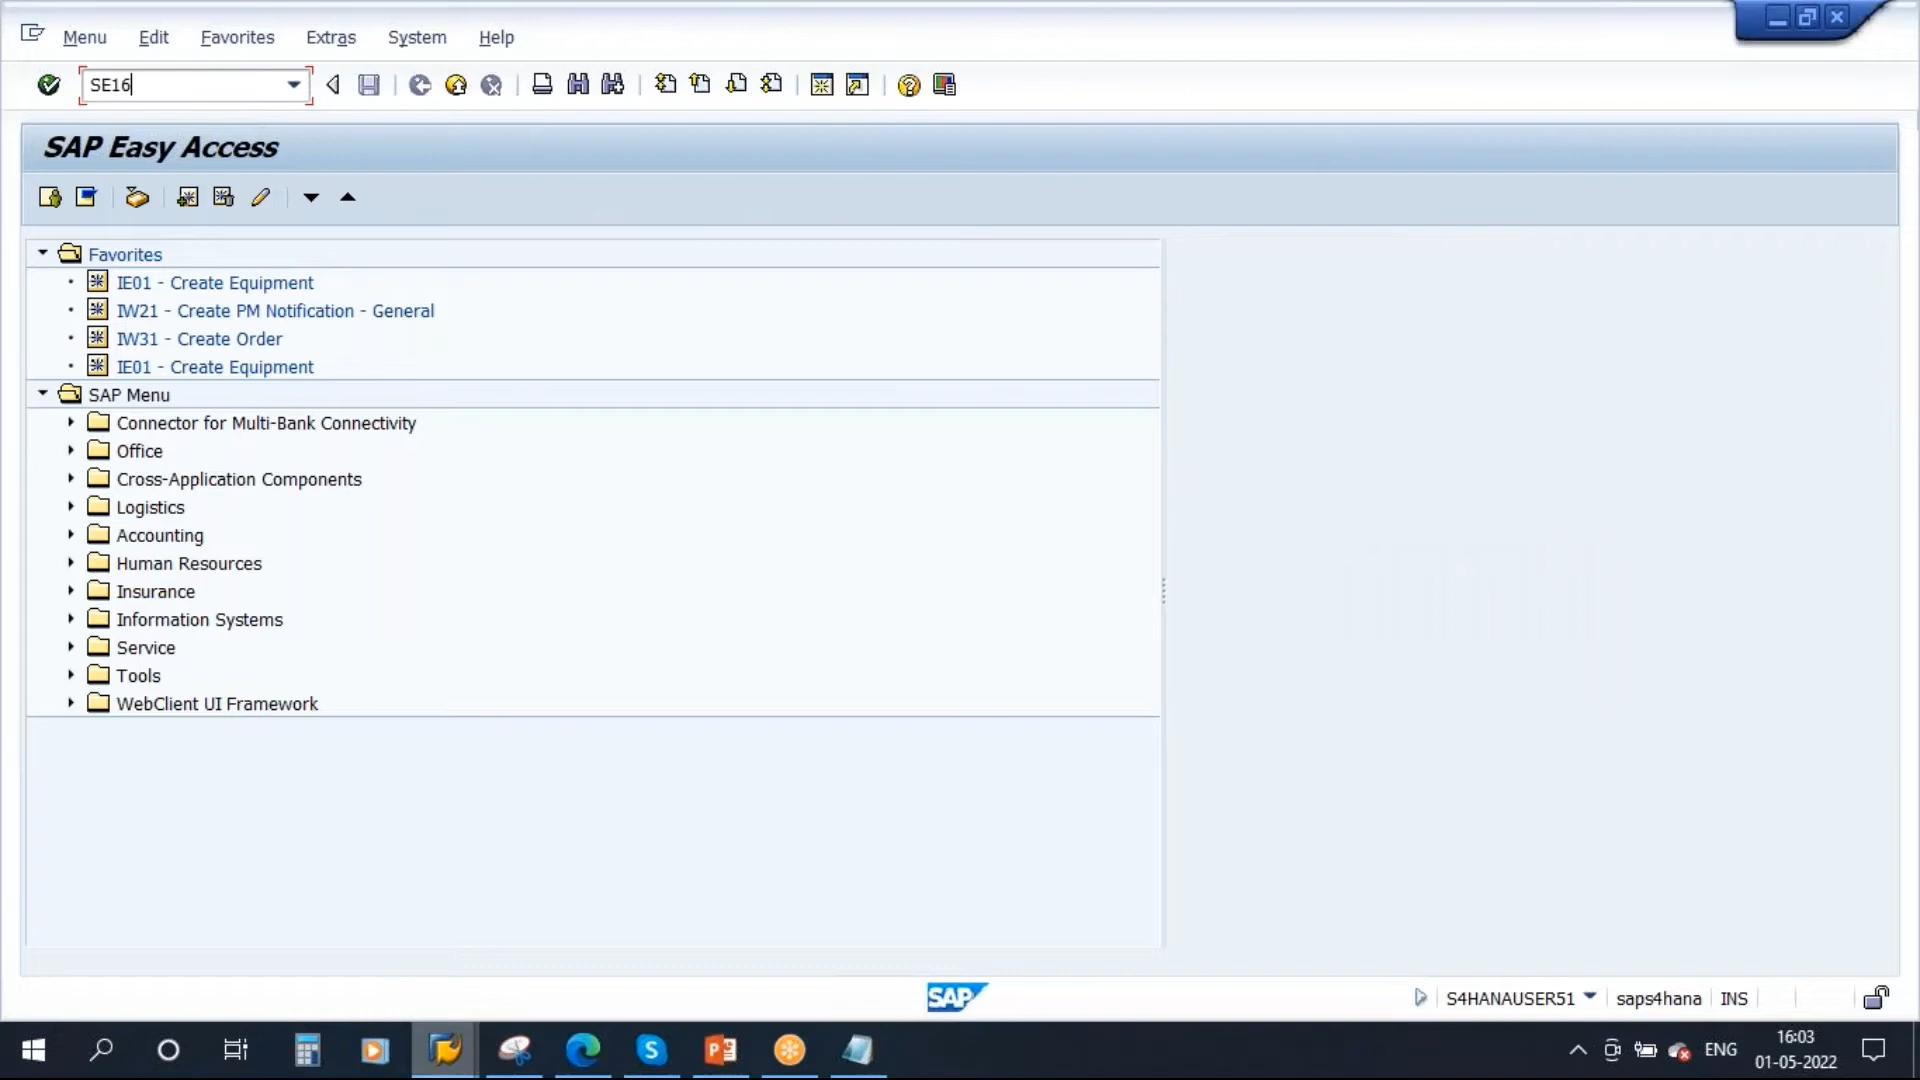 Menu Edit Favorites Extras System Help
SE16
SAP Easy Access
Favorites
IE01 - Create Equipment
IW21 - Create PM Notification - General
IW31 - Create Order
IE01 - Create Equipment
SAP Menu
Connector for Multi-Bank Connectivity
Office
Cross-Application Components
Logistics
Accounting
Human Resources
Insurance
Information Systems
Service
Tools
WebClient UI Framework
SAP
S4HANAUSER51 saps4hana INS
ENG
16:03
01-05-2022